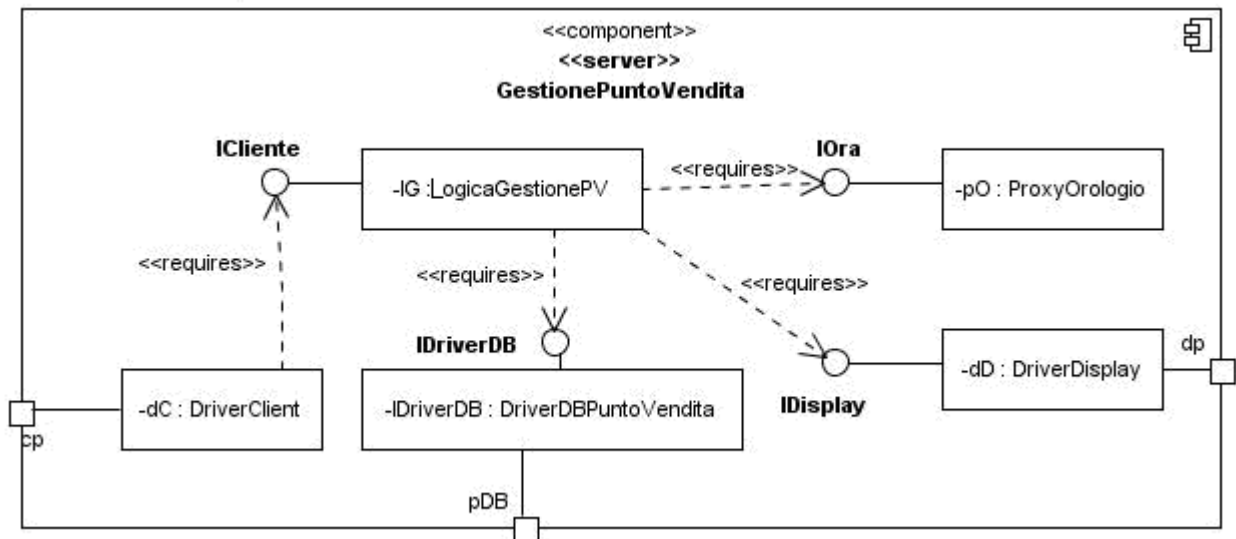 <<component>>
<<server>>
GestionePuntoVendita
ICliente
<<requires>>
IOra
-lG :LogicaGestionePV
-pO : ProxyOrologio
<<requires>>
<<requires>>
<<requires>>
IDriverDB
dp
-dC : DriverClient
-IDriverDB : DriverDBPuntoVendita
IDisplay
-dD : DriverDisplay
cp
pDB